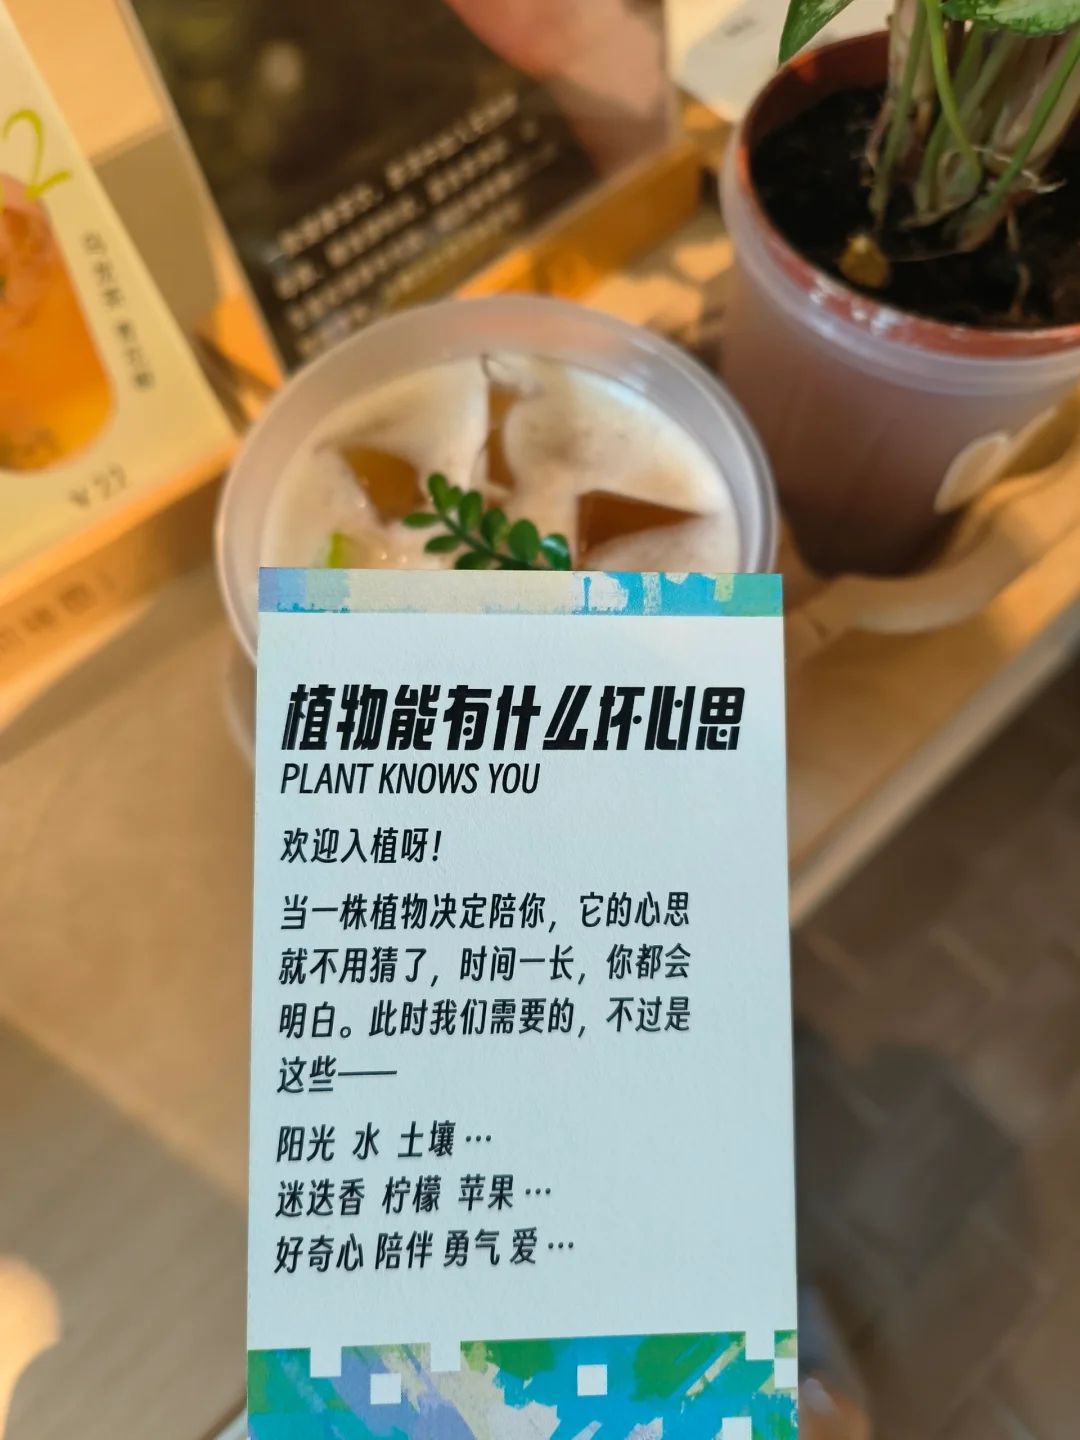 2
¥22
植物能有什么坏心思
PLANT KNOWS YOU
欢迎入植呀!
当一株植物决定陪你，它的心思
就不用猜了，时间一长，你都会
明白。此时我们需要的，不过是
这些——
阳光 水 土壤…
迷迭香 柠檬 苹果…
好奇心 陪伴 勇气 爱…